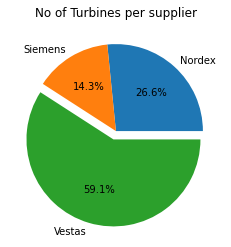 No of Turbines per supplier
Siemens
Nordex
14.3%
26.6%
59.1%
Vestas